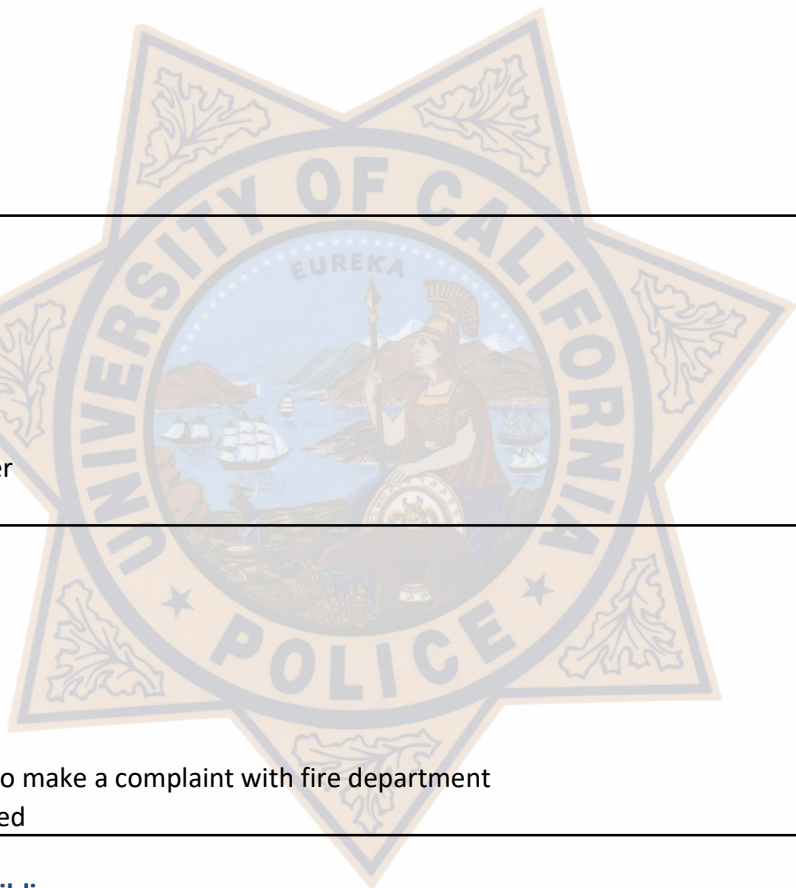 UNIVERSITY OF CALIFORNIA
EUREKA
POLICE
er
o make a complaint with fire department
ed